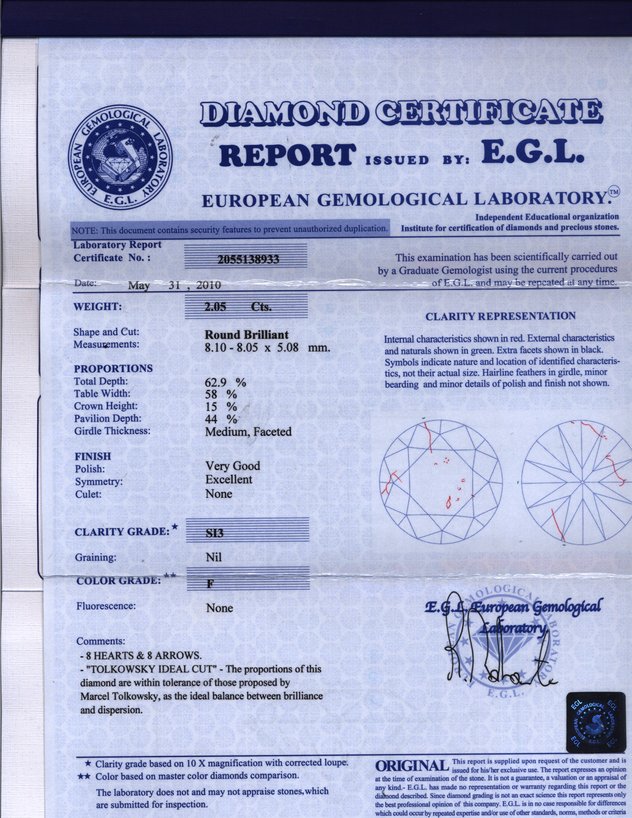 DIAMOND CERTIFICATE
REPORT ISSUED BY: E.G.L.
EUROPEAN GEMOLOGICAL LABORATORY.™
EUROPEAN GEMOLOGICAL LABORATORY
E.G.L.
Independent Educational organization
Institute for certification of diamonds and precious stones.
NOTE: This document contains security features to prevent unauthorized duplication.
Laboratory Report
Certificate No. : 2055138933
Date: May 31 , 2010
WEIGHT: 2.05 Cts.
Shape and Cut: Round Brilliant
Measurements: 8.10 - 8.05 x 5.08 mm.
PROPORTIONS
Total Depth: 62.9 %
Table Width: 58 %
Crown Height: 15 %
Pavilion Depth: 44 %
Girdle Thickness: Medium, Faceted
FINISH
Polish: Very Good
Symmetry: Excellent
Culet: None
CLARITY GRADE:★ SI3
Graining: Nil
COLOR GRADE:★★ F
Fluorescence: None
Comments:
- 8 HEARTS & 8 ARROWS.
- "TOLKOWSKY IDEAL CUT" - The proportions of this
diamond are within tolerance of those proposed by
Marcel Tolkowsky, as the ideal balance between brilliance
and dispersion.
★ Clarity grade based on 10 X magnification with corrected loupe.
★★ Color based on master color diamonds comparison.
The laboratory does not and may not appraise stones,which
are submitted for inspection.
This examination has been scientifically carried out
by a Graduate Gemologist using the current procedures
of E.G.L. and may be repeated at any time.
CLARITY REPRESENTATION
Internal characteristics shown in red. External characteristics
and naturals shown in green. Extra facets shown in black.
Symbols indicate nature and location of identified characteris-
tics, not their actual size. Hairline feathers in girdle, minor
bearding and minor details of polish and finish not shown.
E.G.L. European Gemological
Laboratory
E.G.L.
ORIGINAL This report is supplied upon request of the customer and is
issued for his/her exclusive use. The report expresses an opinion
at the time of examination of the stone. It is not a guarantee, a valuation or an appraisal of
any kind.- E.G.L. has made no representation or warranty regarding this report or the
diamond described. Since diamond grading is not an exact science this report represents only
the best professional opinion of this company. E.G.L. is in no case responsible for differences
which could occur by repeated expertise and/or use of other standards, norms, methods or criteria